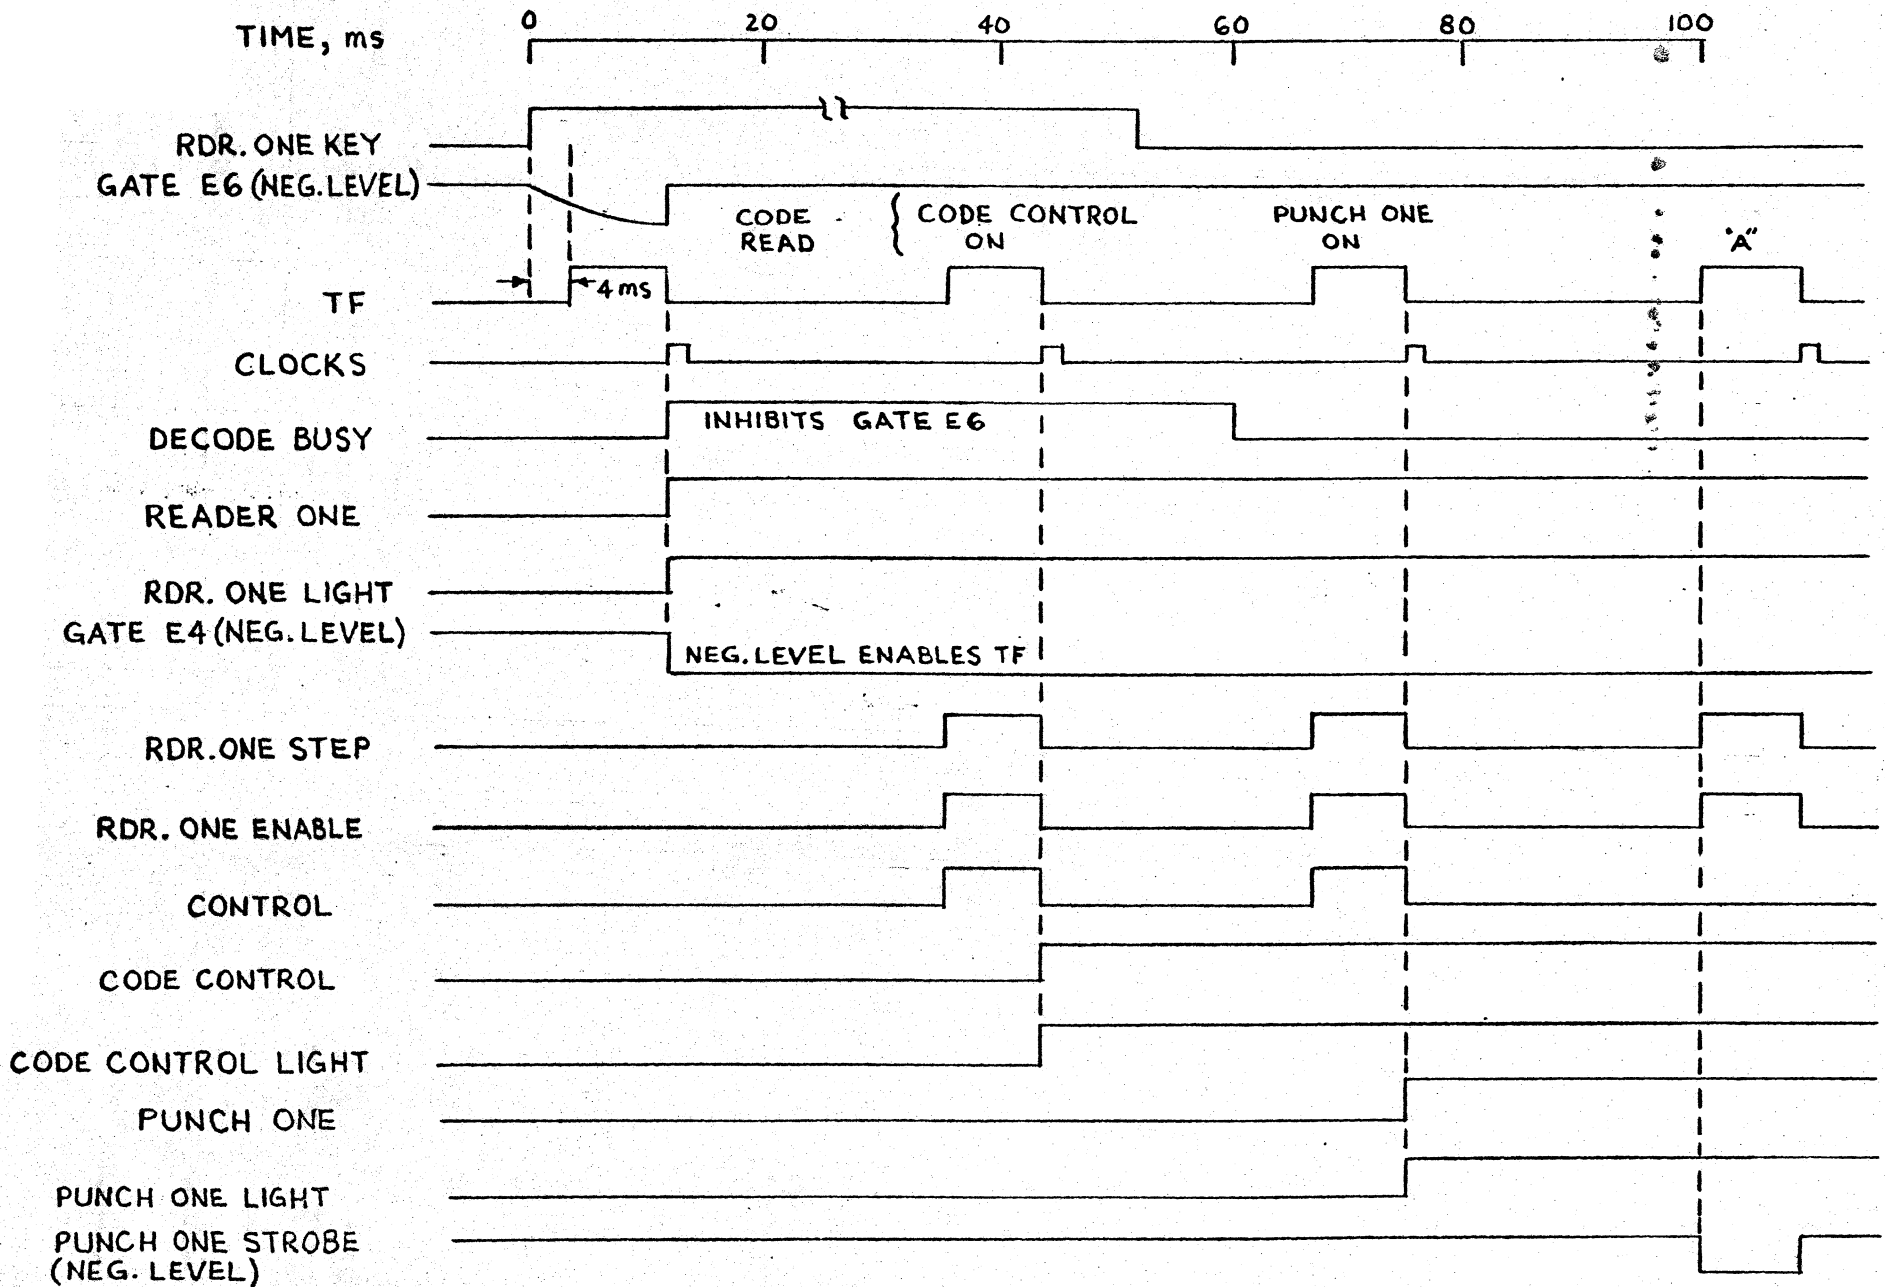 TIME, ms
0 20 40 60 80 100
RDR. ONE KEY
GATE E6 (NEG. LEVEL)
CODE READ
CODE CONTROL ON
PUNCH ONE ON
"A"
TF
4 ms
CLOCKS
DECODE BUSY
INHIBITS GATE E6
READER ONE
RDR. ONE LIGHT
GATE E4 (NEG. LEVEL)
NEG. LEVEL ENABLES TF
RDR. ONE STEP
RDR. ONE ENABLE
CONTROL
CODE CONTROL
CODE CONTROL LIGHT
PUNCH ONE
PUNCH ONE LIGHT
PUNCH ONE STROBE
(NEG. LEVEL)